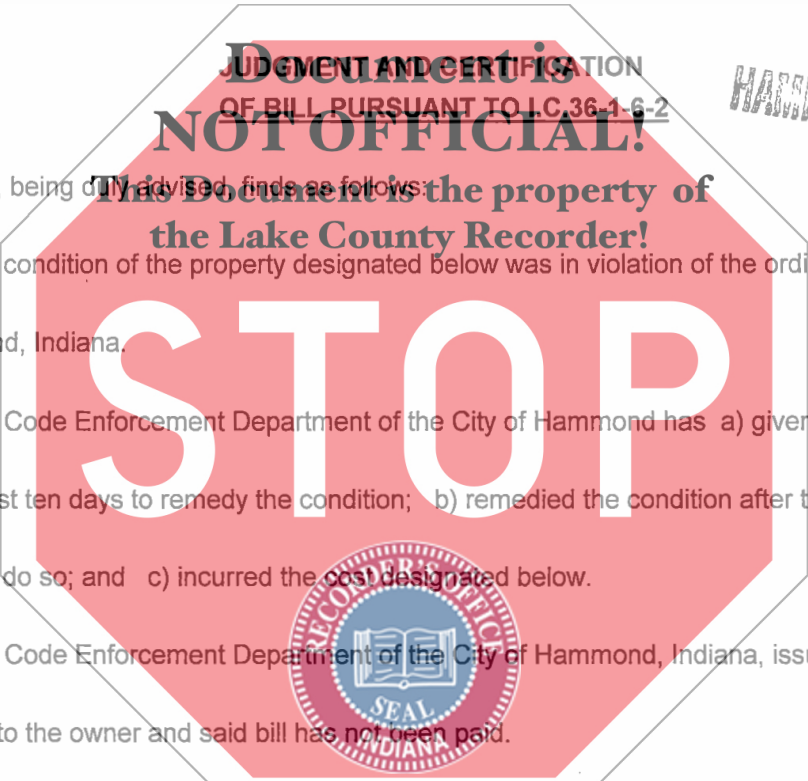 Document is
JUDGMENT AND CERTIFICATION
OF BILL PURSUANT TO I.C. 36-1-6-2
HAMM
NOT OFFICIAL!
being duly advised, finds as follows:
This Document is the property of
the Lake County Recorder!
condition of the property designated below was in violation of the ordi
d, Indiana.
STOP
Code Enforcement Department of the City of Hammond has a) given
st ten days to remedy the condition; b) remedied the condition after t
do so; and c) incurred the cost designated below.
RECORDER'S OFFICE
SEAL
INDIANA
Code Enforcement Department of the City of Hammond, Indiana, issu
to the owner and said bill has not been paid.